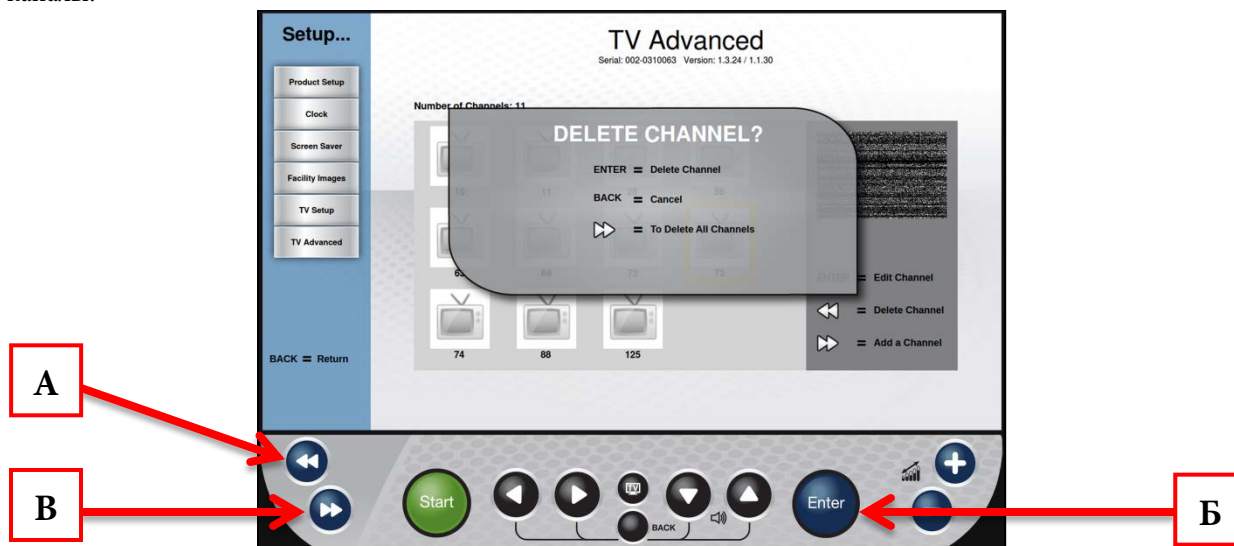 каналы.
Setup...
TV Advanced
Serial: 002-0310063 Version: 1.3.24 / 1.1.30
Product Setup
Clock
Screen Saver
Facility Images
TV Setup
TV Advanced
BACK = Return
Number of Channels: 11
DELETE CHANNEL?
ENTER = Delete Channel
BACK = Cancel
= To Delete All Channels
10 11
69 72 73
74 88 125
ENTER = Edit Channel
= Delete Channel
= Add a Channel
А
В
Б
Start
TV
BACK
Enter